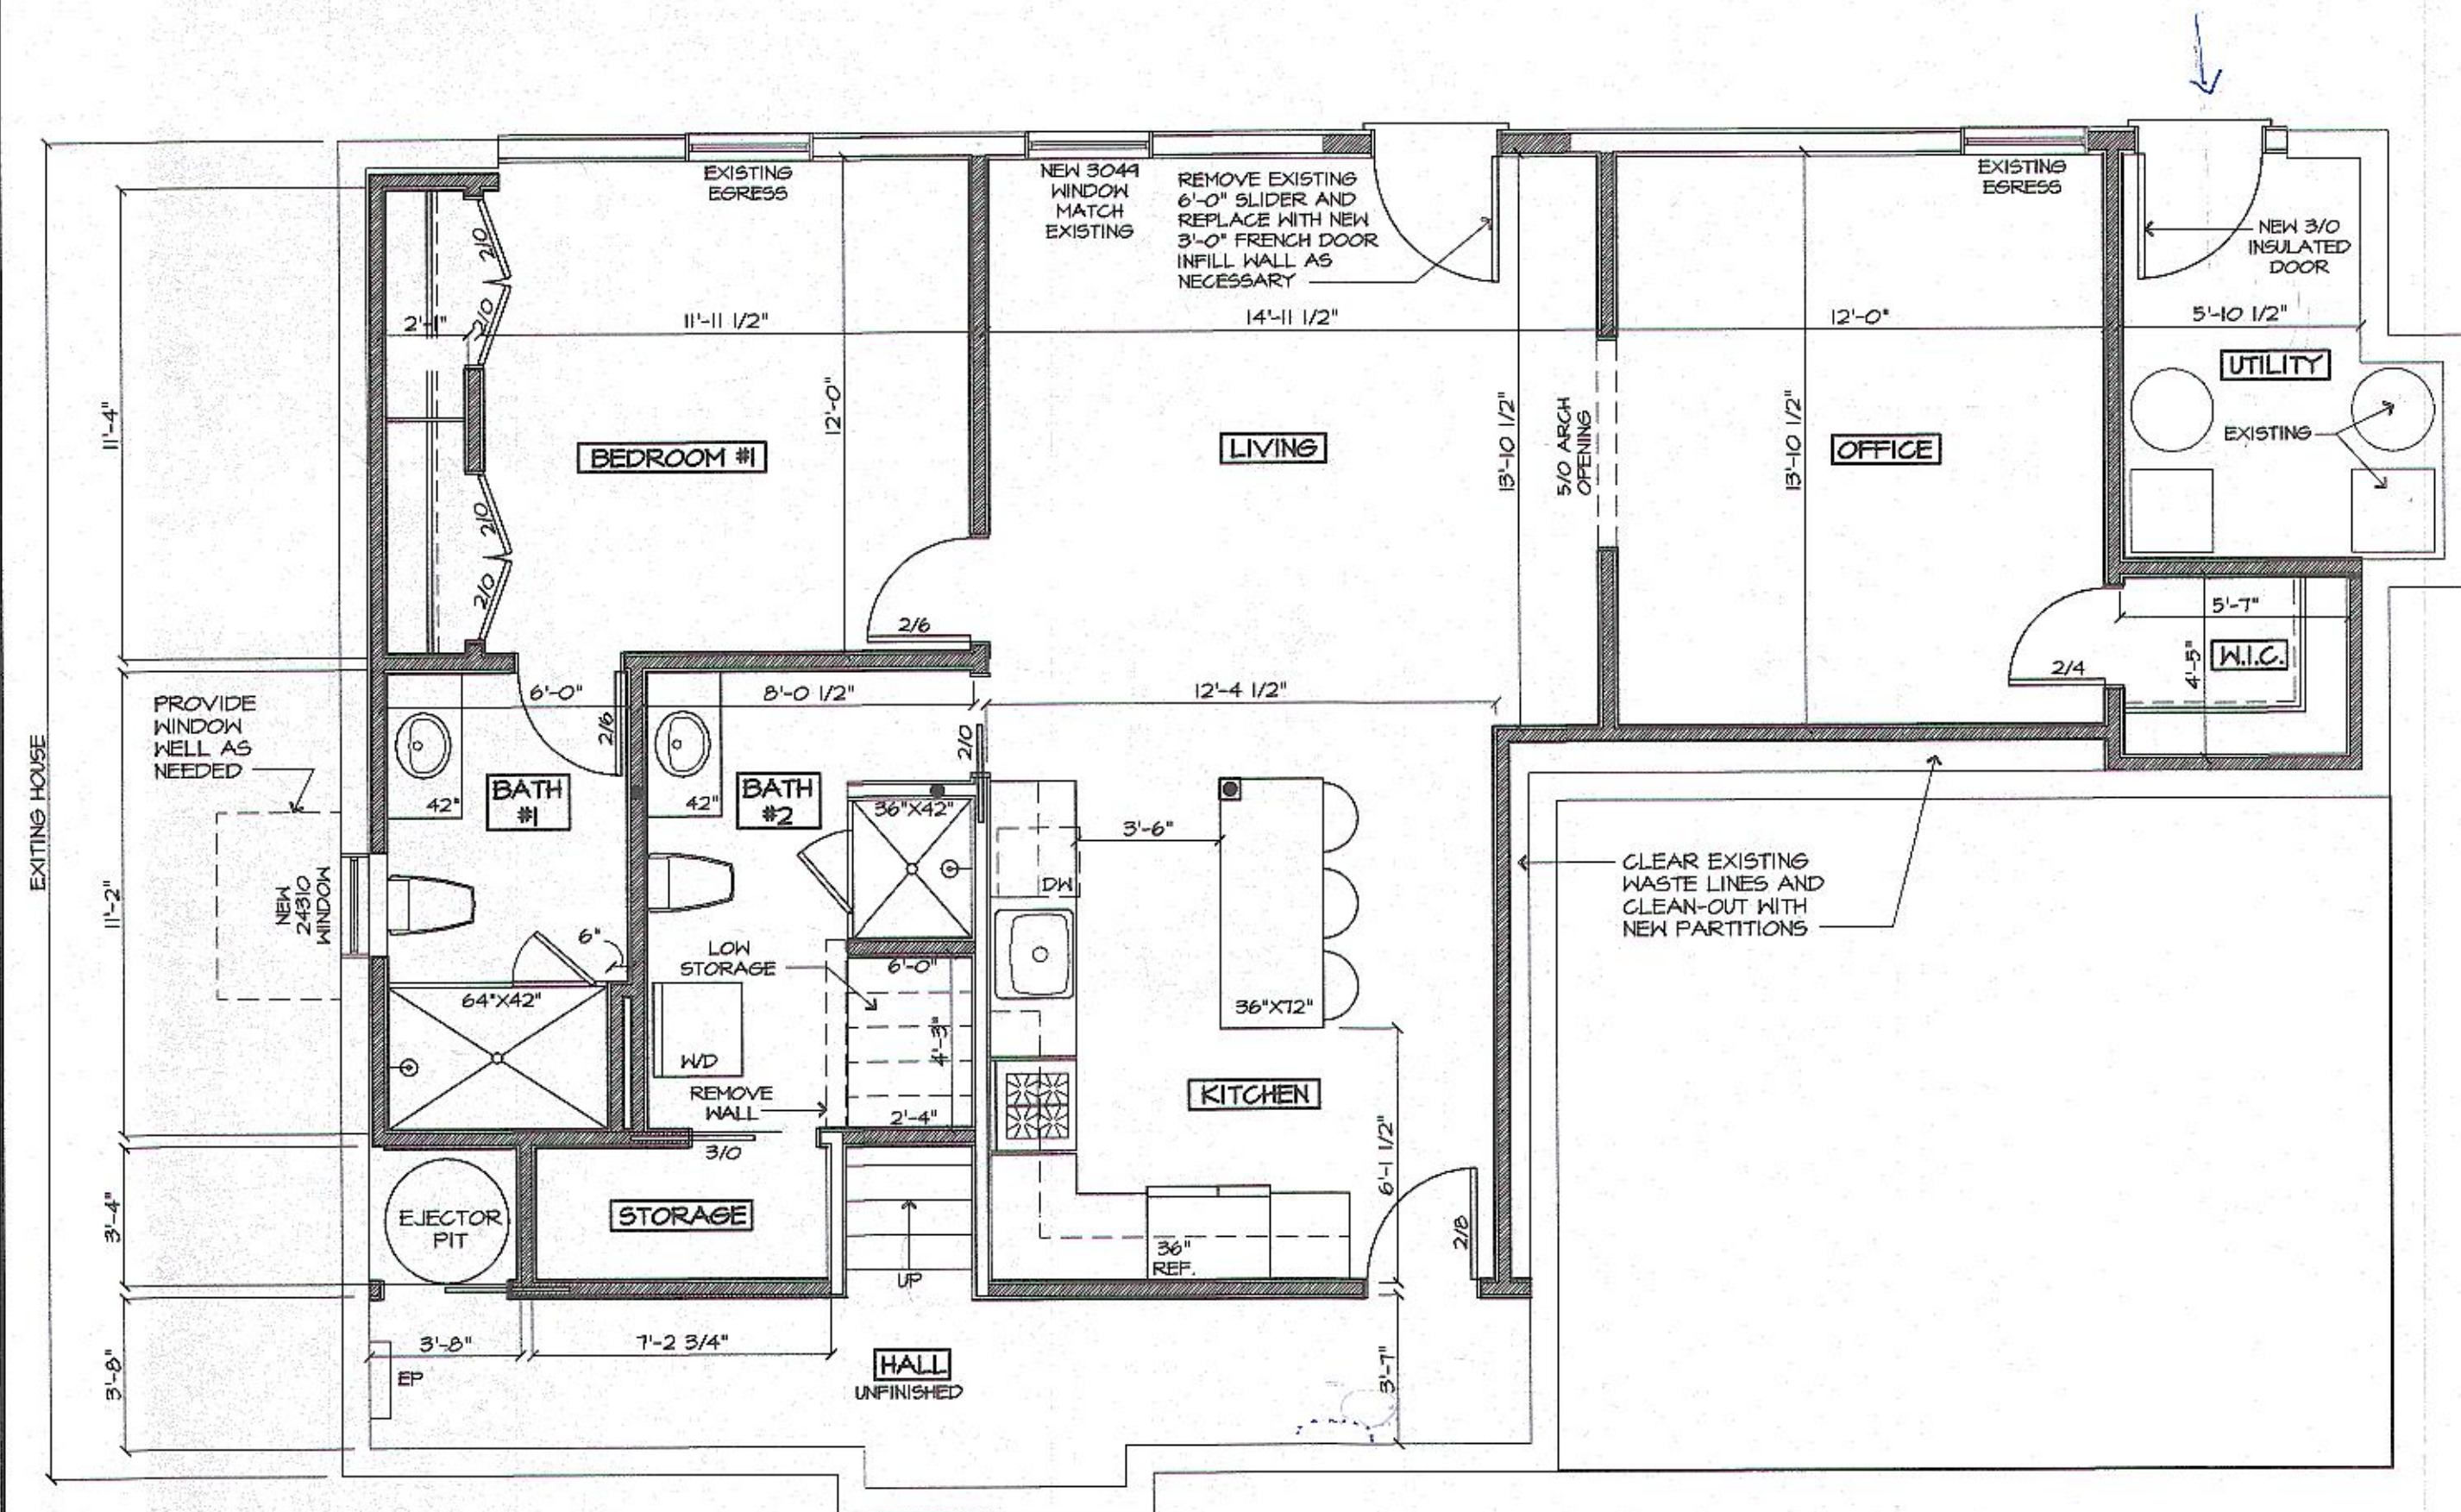 EXISTING
EGRESS
NEW 3049
WINDOW
MATCH
EXISTING
REMOVE EXISTING
6'-0" SLIDER AND
REPLACE WITH NEW
3'-0" FRENCH DOOR
INFILL WALL AS
NECESSARY
EXISTING
EGRESS
NEW 3/0
INSULATED
DOOR
2/0
2/0
2'-1"
11'-11 1/2"
14'-11 1/2"
12'-0"
5'-10 1/2"
UTILITY
11'-4"
12'-0"
13'-10 1/2"
5/0 ARCH
OPENING
13'-10 1/2"
EXISTING
BEDROOM #1
LIVING
OFFICE
2/0
2/0
2/6
5'-7"
4'-5"
W.I.C.
2/4
PROVIDE
WINDOW
WELL AS
NEEDED
6'-0"
8'-0 1/2"
12'-4 1/2"
2/6
2/0
EXITING HOUSE
42"
BATH
#1
42"
BATH
#2
36"X42"
3'-6"
DW
CLEAR EXISTING
WASTE LINES AND
CLEAN-OUT WITH
NEW PARTITIONS
11'-2"
NEW
24310
WINDOW
6"
LOW
STORAGE
6'-0"
64"X42"
36"X72"
4'-3"
W/D
REMOVE
WALL
2'-4"
KITCHEN
6'-1 1/2"
3/0
3'-4"
EJECTOR
PIT
STORAGE
UP
36"
REF.
2/8
3'-8"
7'-2 3/4"
3'-8"
EP
HALL
UNFINISHED
3'-7"